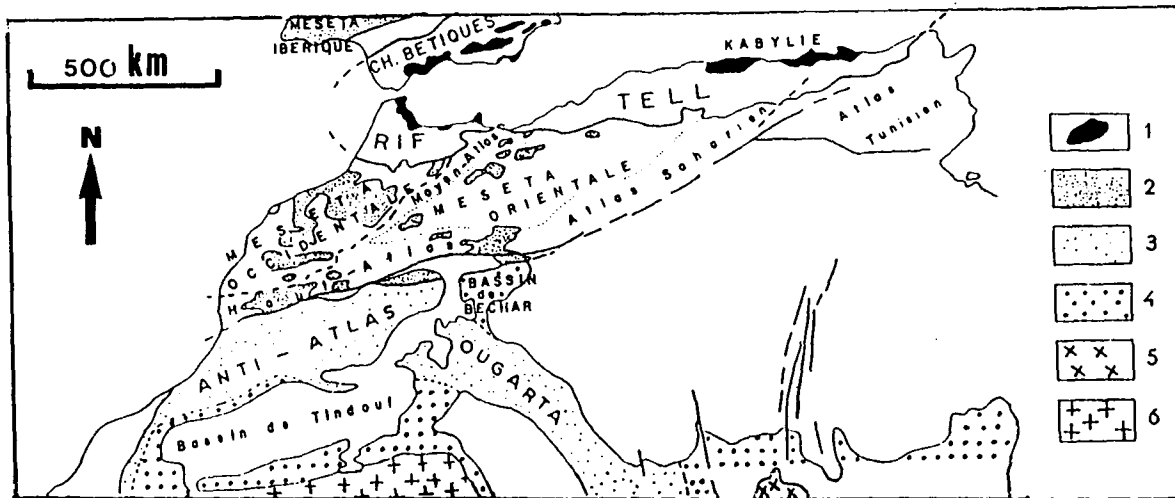 MESETA
IBERIQUE
CH. BETIQUES
KABYLIE
500 km
TELL
Atlas
Tunisien
N
RIF
Moyen-Atlas
MESETA
OCCIDENTALE
MESETA
ORIENTALE
Atlas Saharien
Haut-Atlas
BASSIN
de
BECHAR
ANTI-ATLAS
OUGARTA
Bassin de Tindouf
1
2
3
4
5
6